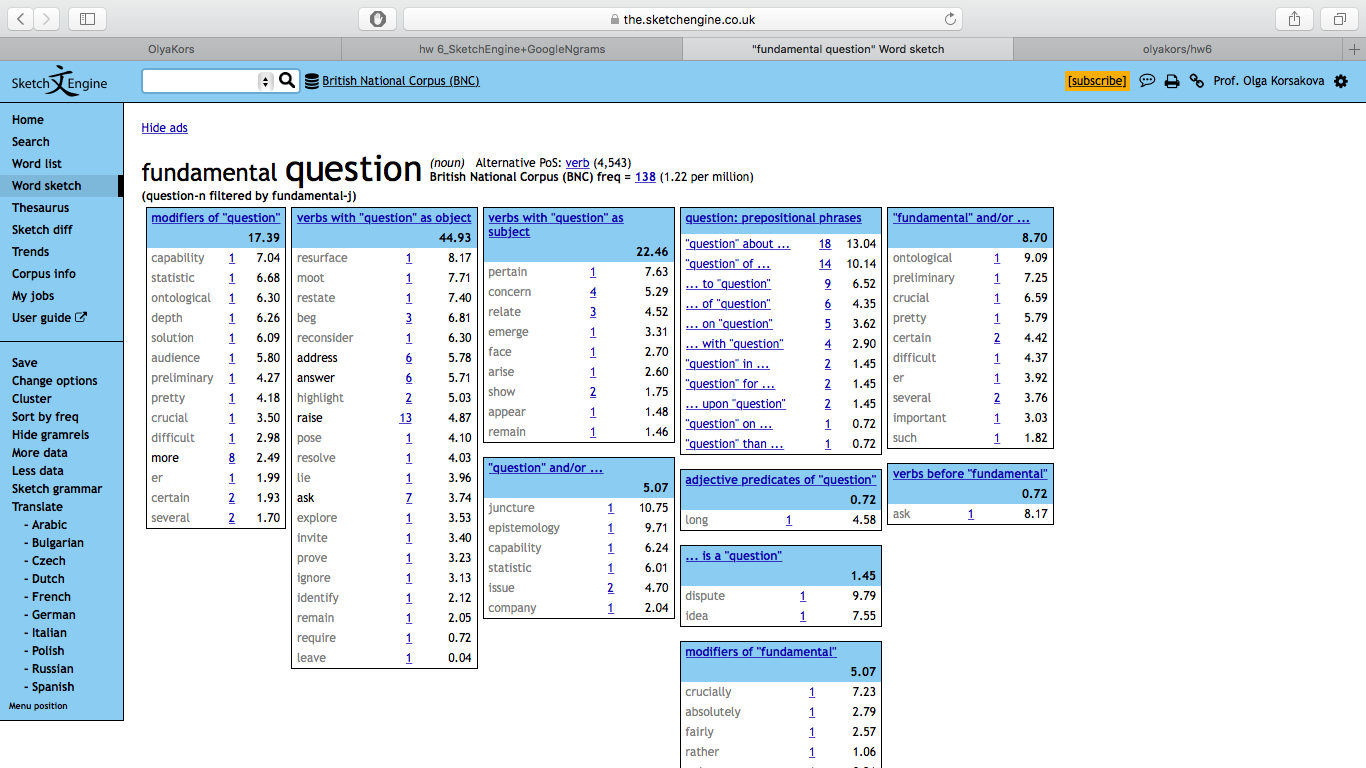 the.sketchengine.co.uk
OlyaKors
hw 6_SketchEngine+GoogleNgrams
"fundamental question" Word sketch
olyakors/hw6
Sketch文Engine
British National Corpus (BNC)
[subscribe]
Prof. Olga Korsakova
Home
Search
Word list
Word sketch
Thesaurus
Sketch diff
Trends
Corpus info
My jobs
User guide
Save
Change options
Cluster
Sort by freq
Hide gramrels
More data
Less data
Sketch grammar
Translate
- Arabic
- Bulgarian
- Czech
- Dutch
- French
- German
- Italian
- Polish
- Russian
- Spanish
Menu position
Hide ads
fundamental question (noun) Alternative PoS: verb (4,543)
British National Corpus (BNC) freq = 138 (1.22 per million)
(question-n filtered by fundamental-j)
modifiers of "question"
17.39
capability 1 7.04
statistic 1 6.68
ontological 1 6.30
depth 1 6.26
solution 1 6.09
audience 1 5.80
preliminary 1 4.27
pretty 1 4.18
crucial 1 3.50
difficult 1 2.98
more 8 2.49
er 1 1.99
certain 2 1.93
several 2 1.70
verbs with "question" as object
44.93
resurface 1 8.17
moot 1 7.71
restate 1 7.40
beg 3 6.81
reconsider 1 6.30
address 6 5.78
answer 6 5.71
highlight 2 5.03
raise 13 4.87
pose 1 4.10
resolve 1 4.03
lie 1 3.96
ask 7 3.74
explore 1 3.53
invite 1 3.40
prove 1 3.23
ignore 1 3.13
identify 1 2.12
remain 1 2.05
require 1 0.72
leave 1 0.04
verbs with "question" as
subject
22.46
pertain 1 7.63
concern 4 5.29
relate 3 4.52
emerge 1 3.31
face 1 2.70
arise 1 2.60
show 2 1.75
appear 1 1.48
remain 1 1.46
"question" and/or ...
5.07
juncture 1 10.75
epistemology 1 9.71
capability 1 6.24
statistic 1 6.01
issue 2 4.70
company 1 2.04
question: prepositional phrases
"question" about ... 18 13.04
"question" of ... 14 10.14
... to "question" 9 6.52
... of "question" 6 4.35
... on "question" 5 3.62
... with "question" 4 2.90
"question" in ... 2 1.45
"question" for ... 2 1.45
... upon "question" 2 1.45
"question" on ... 1 0.72
"question" than ... 1 0.72
adjective predicates of "question"
0.72
long 1 4.58
... is a "question"
1.45
dispute 1 9.79
idea 1 7.55
modifiers of "fundamental"
5.07
crucially 1 7.23
absolutely 1 2.79
fairly 1 2.57
rather 1 1.06
"fundamental" and/or ...
8.70
ontological 1 9.09
preliminary 1 7.25
crucial 1 6.59
pretty 1 5.79
certain 2 4.42
difficult 1 4.37
er 1 3.92
several 2 3.76
important 1 3.03
such 1 1.82
verbs before "fundamental"
0.72
ask 1 8.17